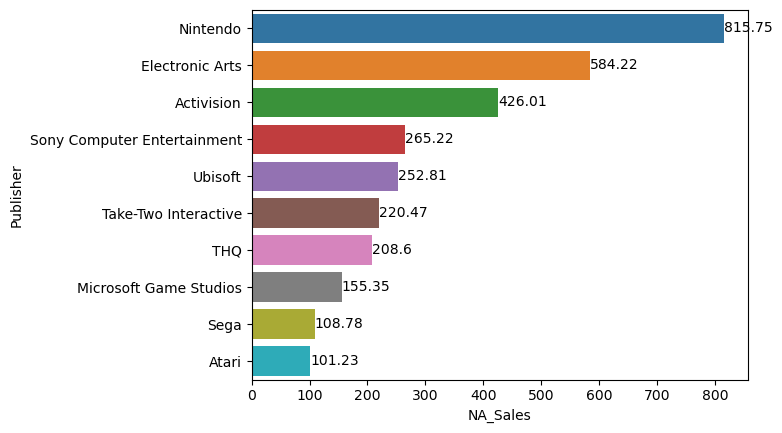 Publisher
Nintendo 815.75
Electronic Arts 584.22
Activision 426.01
Sony Computer Entertainment 265.22
Ubisoft 252.81
Take-Two Interactive 220.47
THQ 208.6
Microsoft Game Studios 155.35
Sega 108.78
Atari 101.23
0 100 200 300 400 500 600 700 800
NA_Sales